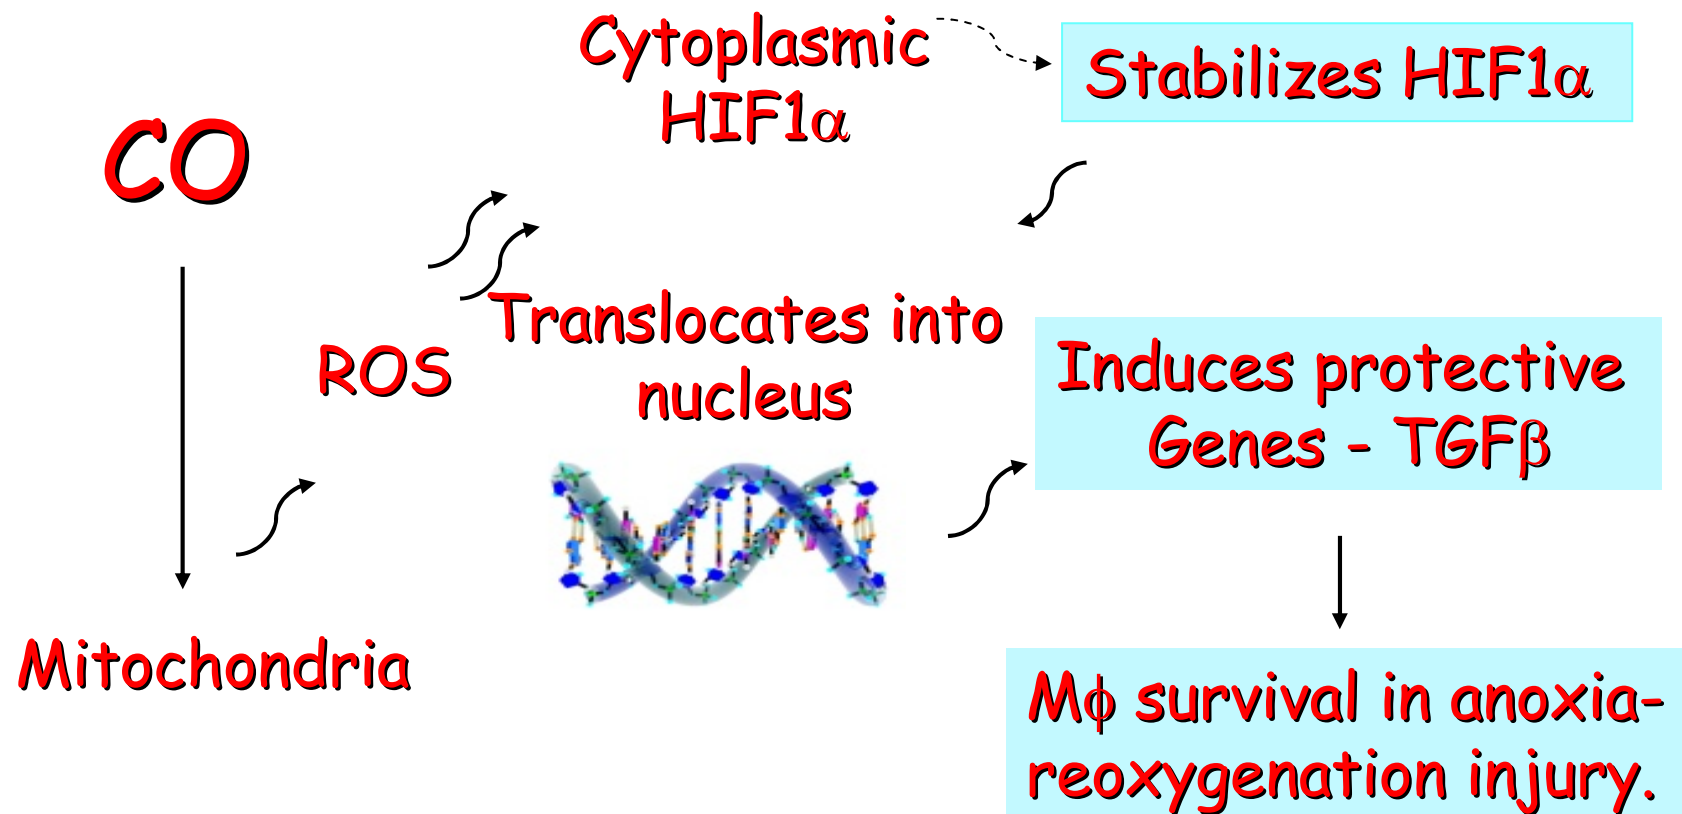 Cytoplasmic
HIF1α
Stabilizes HIF1α
CO
Translocates into
nucleus
ROS
Induces protective
Genes - TGFβ
Mitochondria
Mϕ survival in anoxia-
reoxygenation injury.